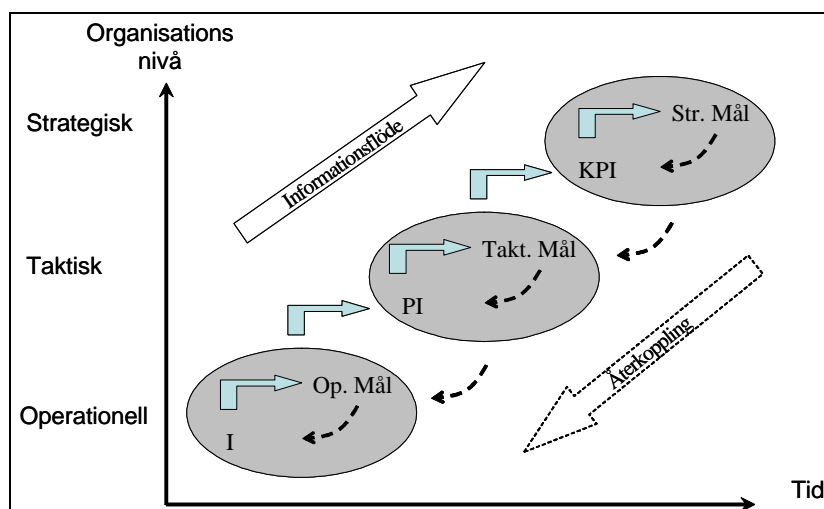 Organisations
nivå
Strategisk
Informationsflöde
Str. Mål
KPI
Taktisk
Takt. Mål
PI
Återkoppling
Operationell
Op. Mål
I
Tid